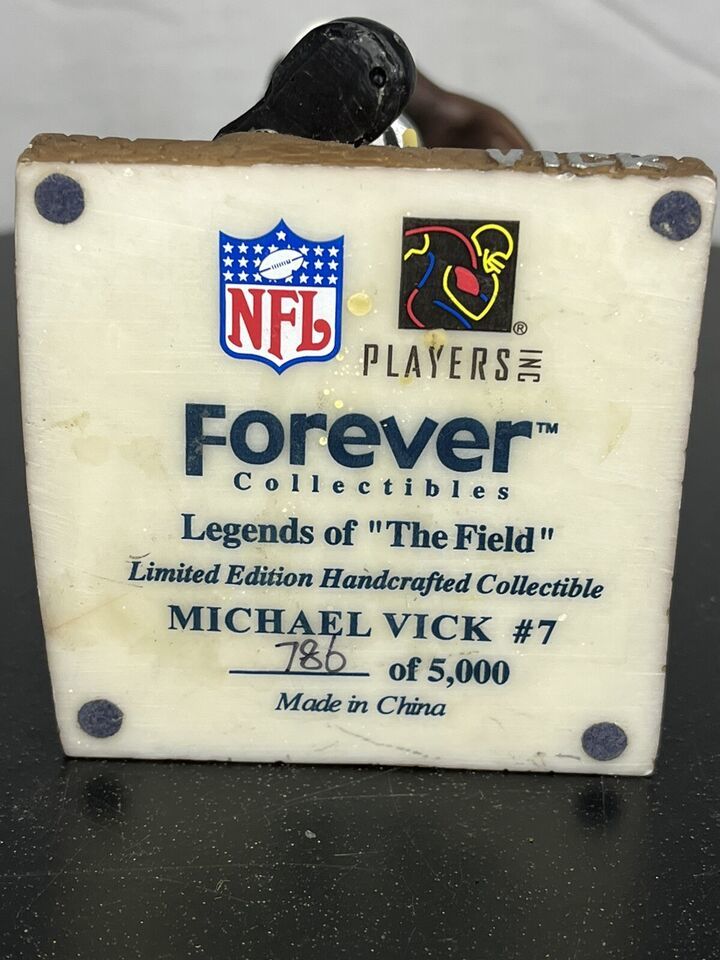 VICK
NFL
PLAYERS INC ®
Forever™
Collectibles
Legends of "The Field"
Limited Edition Handcrafted Collectible
MICHAEL VICK #7
786 of 5,000
Made in China